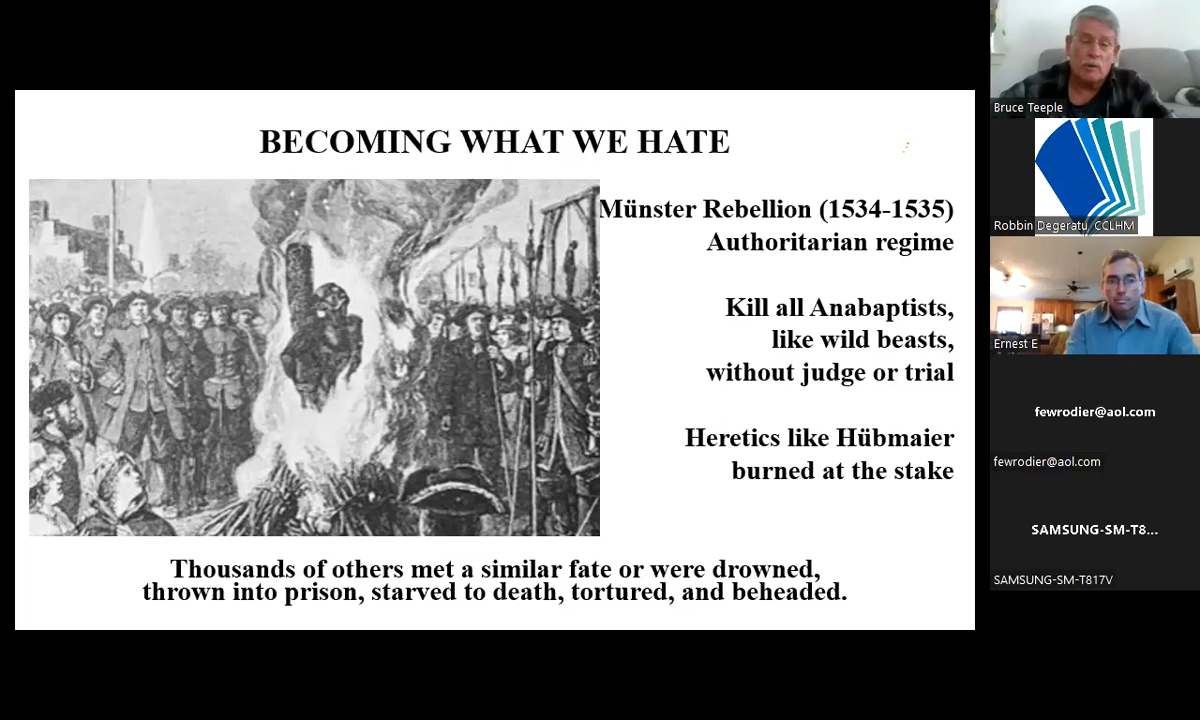 BECOMING WHAT WE HATE
Münster Rebellion (1534-1535)
Authoritarian regime
Kill all Anabaptists,
like wild beasts,
without judge or trial
Heretics like Hübmaier
burned at the stake
Thousands of others met a similar fate or were drowned,
thrown into prison, starved to death, tortured, and beheaded.
Bruce Teeple
Robbin Degeratu, CCLHM
Ernest E
fewrodier@aol.com
fewrodier@aol.com
SAMSUNG-SM-T8...
SAMSUNG-SM-T817V